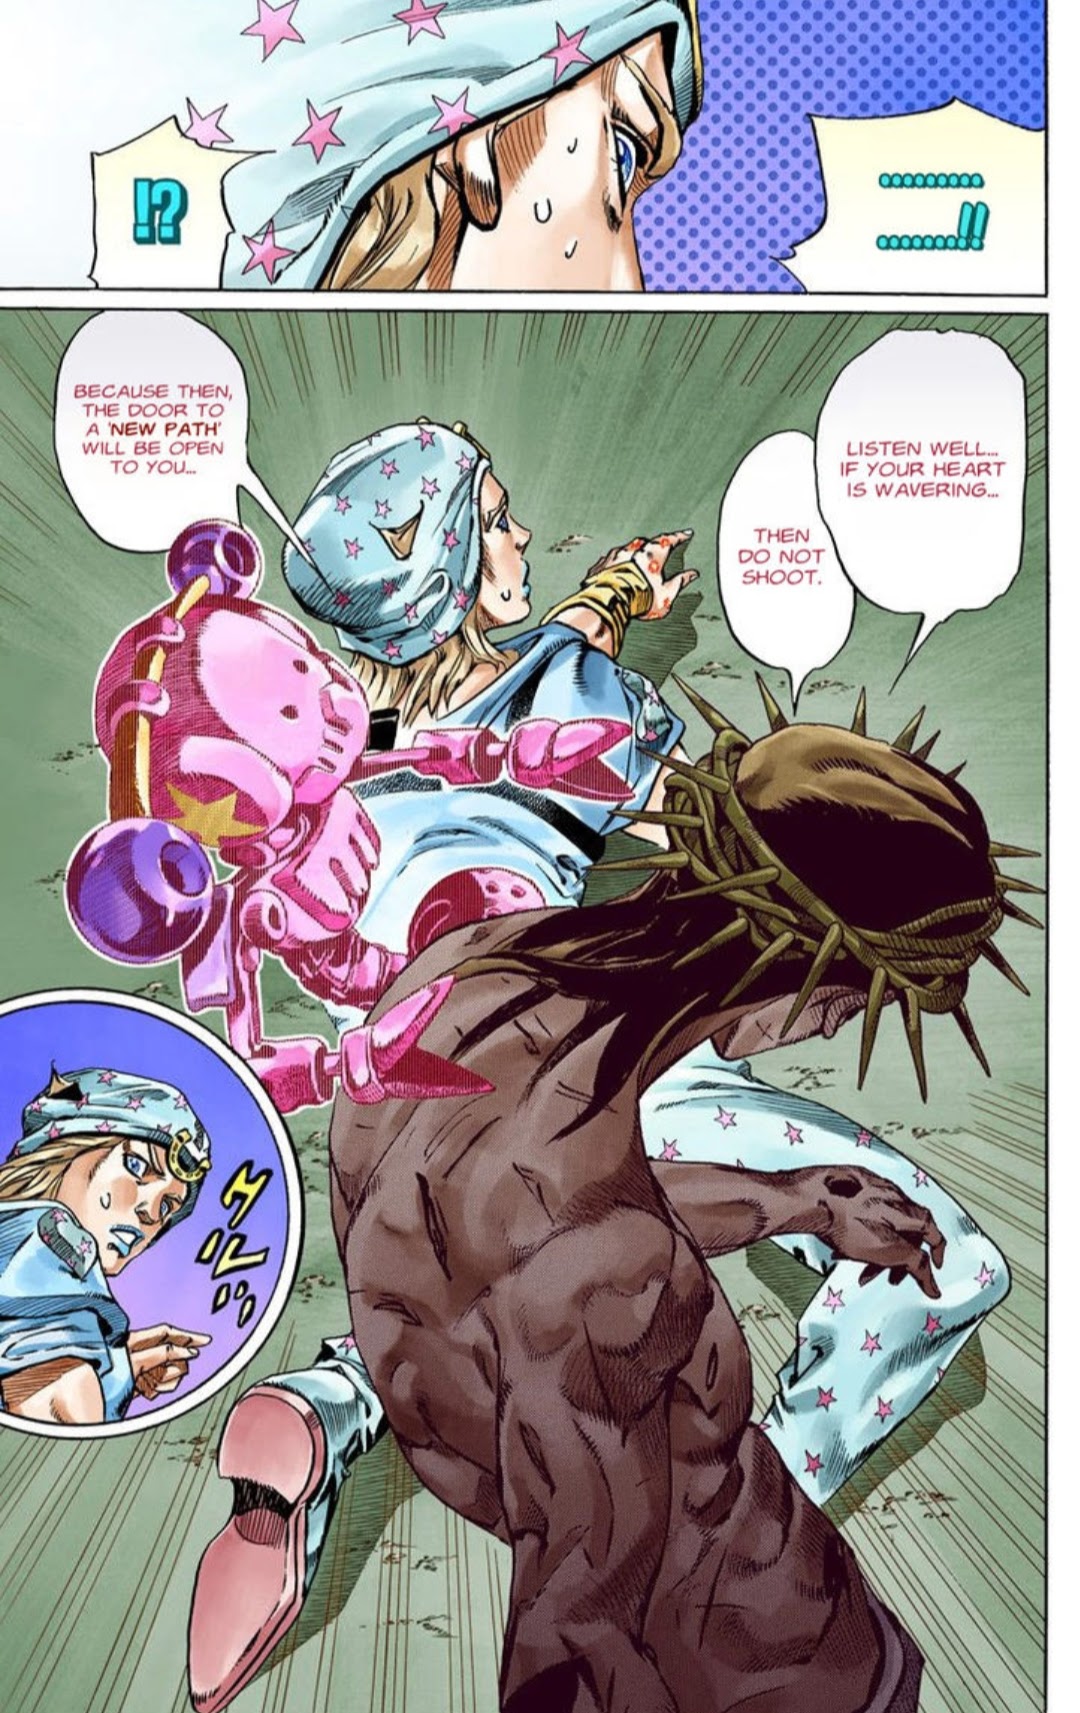 .........
........!!
!?
LISTEN WELL...
IF YOUR HEART
IS WAVERING...
THEN
DO NOT
SHOOT.
BECAUSE THEN,
THE DOOR TO
A 'NEW PATH'
WILL BE OPEN
TO YOU...